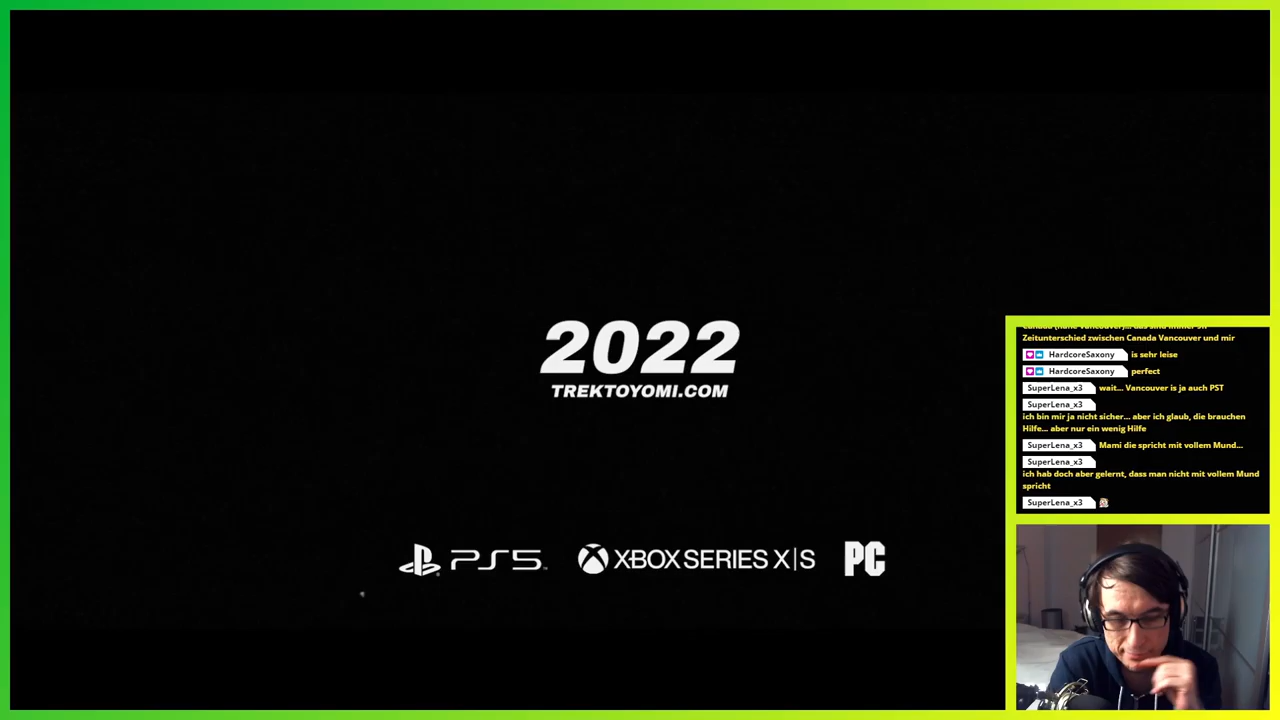 2022
TREKTOYOMI.COM
PS5
XBOX SERIES X|S
PC
Zeitunterschied zwischen Canada Vancouver und mir
HardcoreSaxony is sehr leise
HardcoreSaxony perfect
SuperLena_x3 wait... Vancouver is ja auch PST
SuperLena_x3
ich bin mir ja nicht sicher... aber ich glaub, die brauchen
Hilfe... aber nur ein wenig Hilfe
SuperLena_x3 Mami die spricht mit vollem Mund...
SuperLena_x3
ich hab doch aber gelernt, dass man nicht mit vollem Mund
spricht
SuperLena_x3